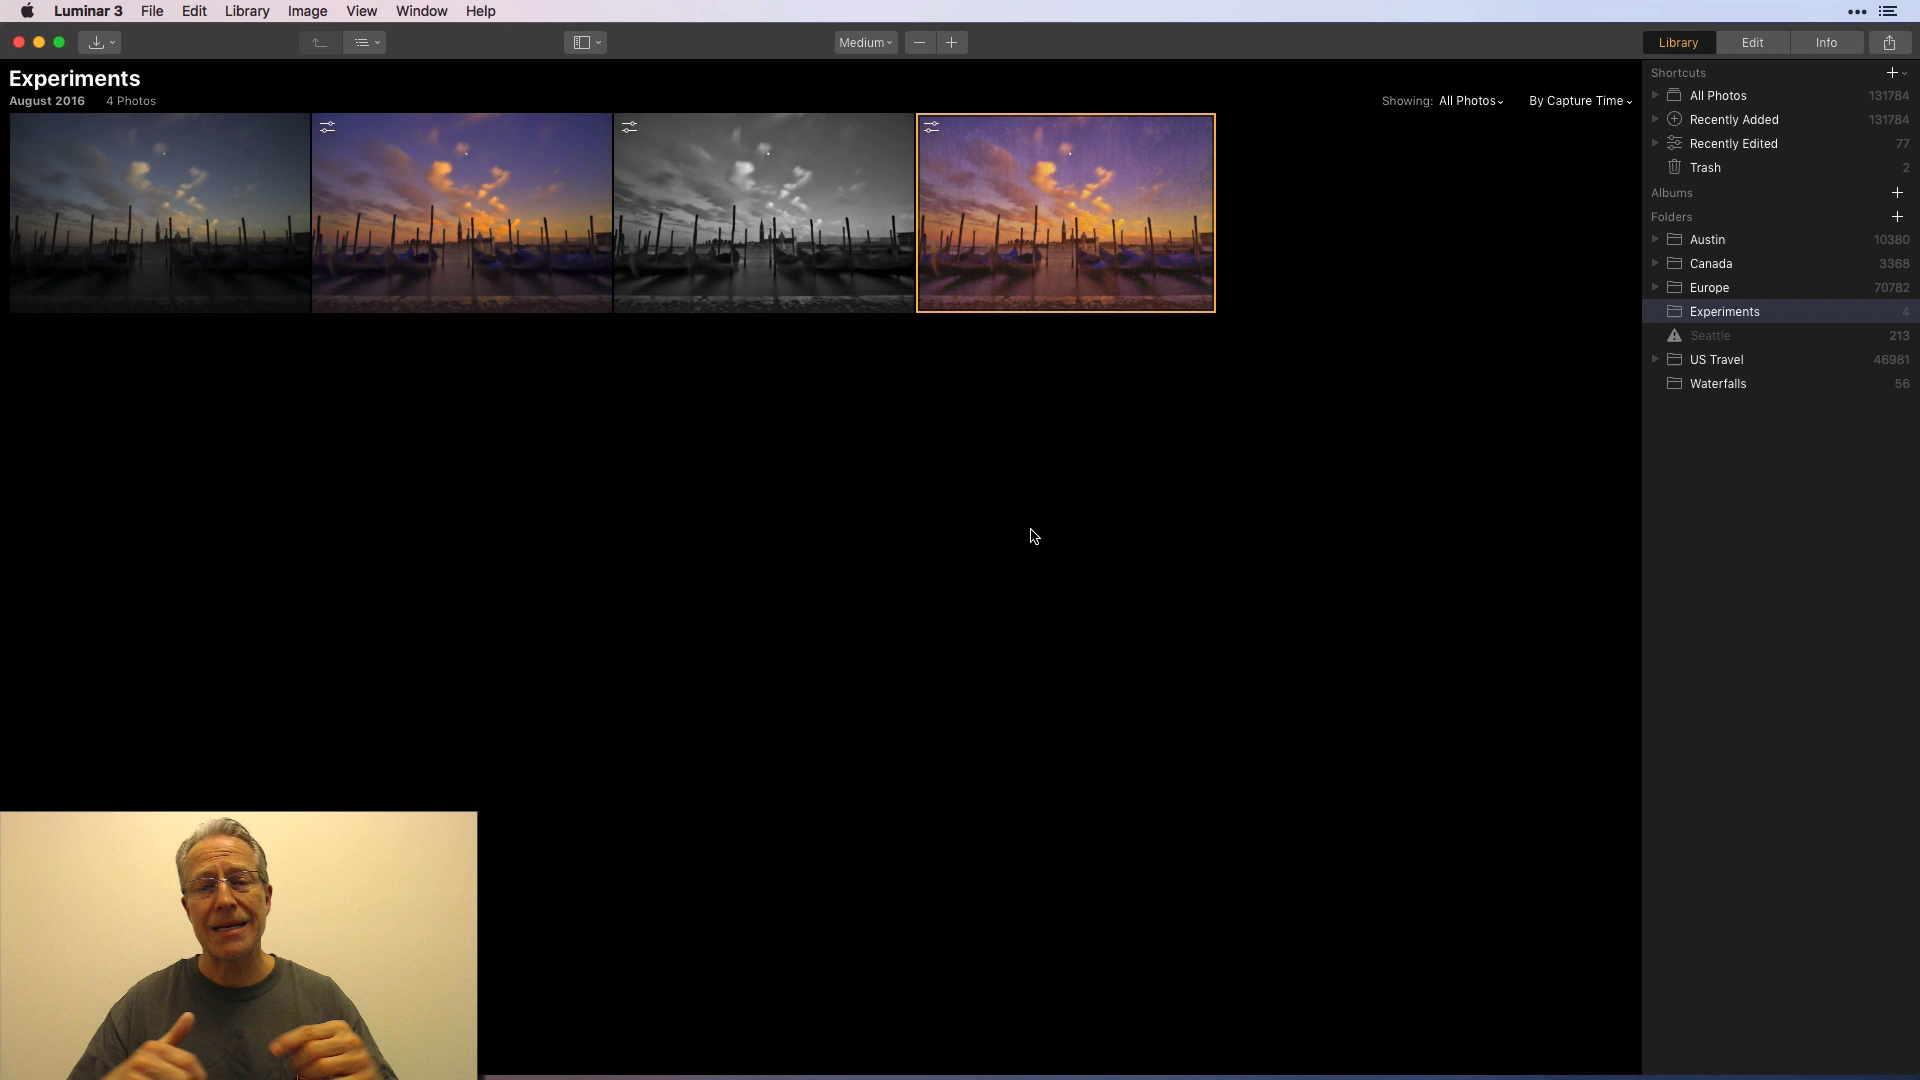 Luminar 3 File Edit Library Image View Window Help
Medium
Library Edit Info
Experiments
August 2016 4 Photos
Showing: All Photos By Capture Time
Shortcuts
All Photos 131784
Recently Added 131784
Recently Edited 77
Trash 2
Albums
Folders
Austin 10380
Canada 3368
Europe 70782
Experiments 4
Seattle 213
US Travel 46981
Waterfalls 56